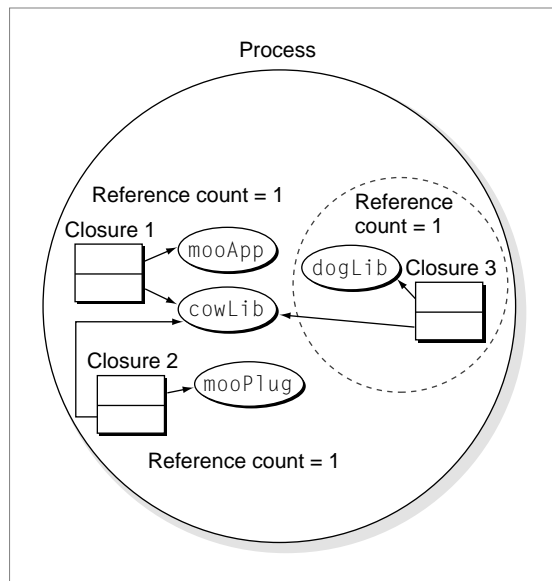 Process
Reference count = 1
Reference
count = 1
Closure 1
mooApp
dogLib
Closure 3
cowLib
Closure 2
mooPlug
Reference count = 1